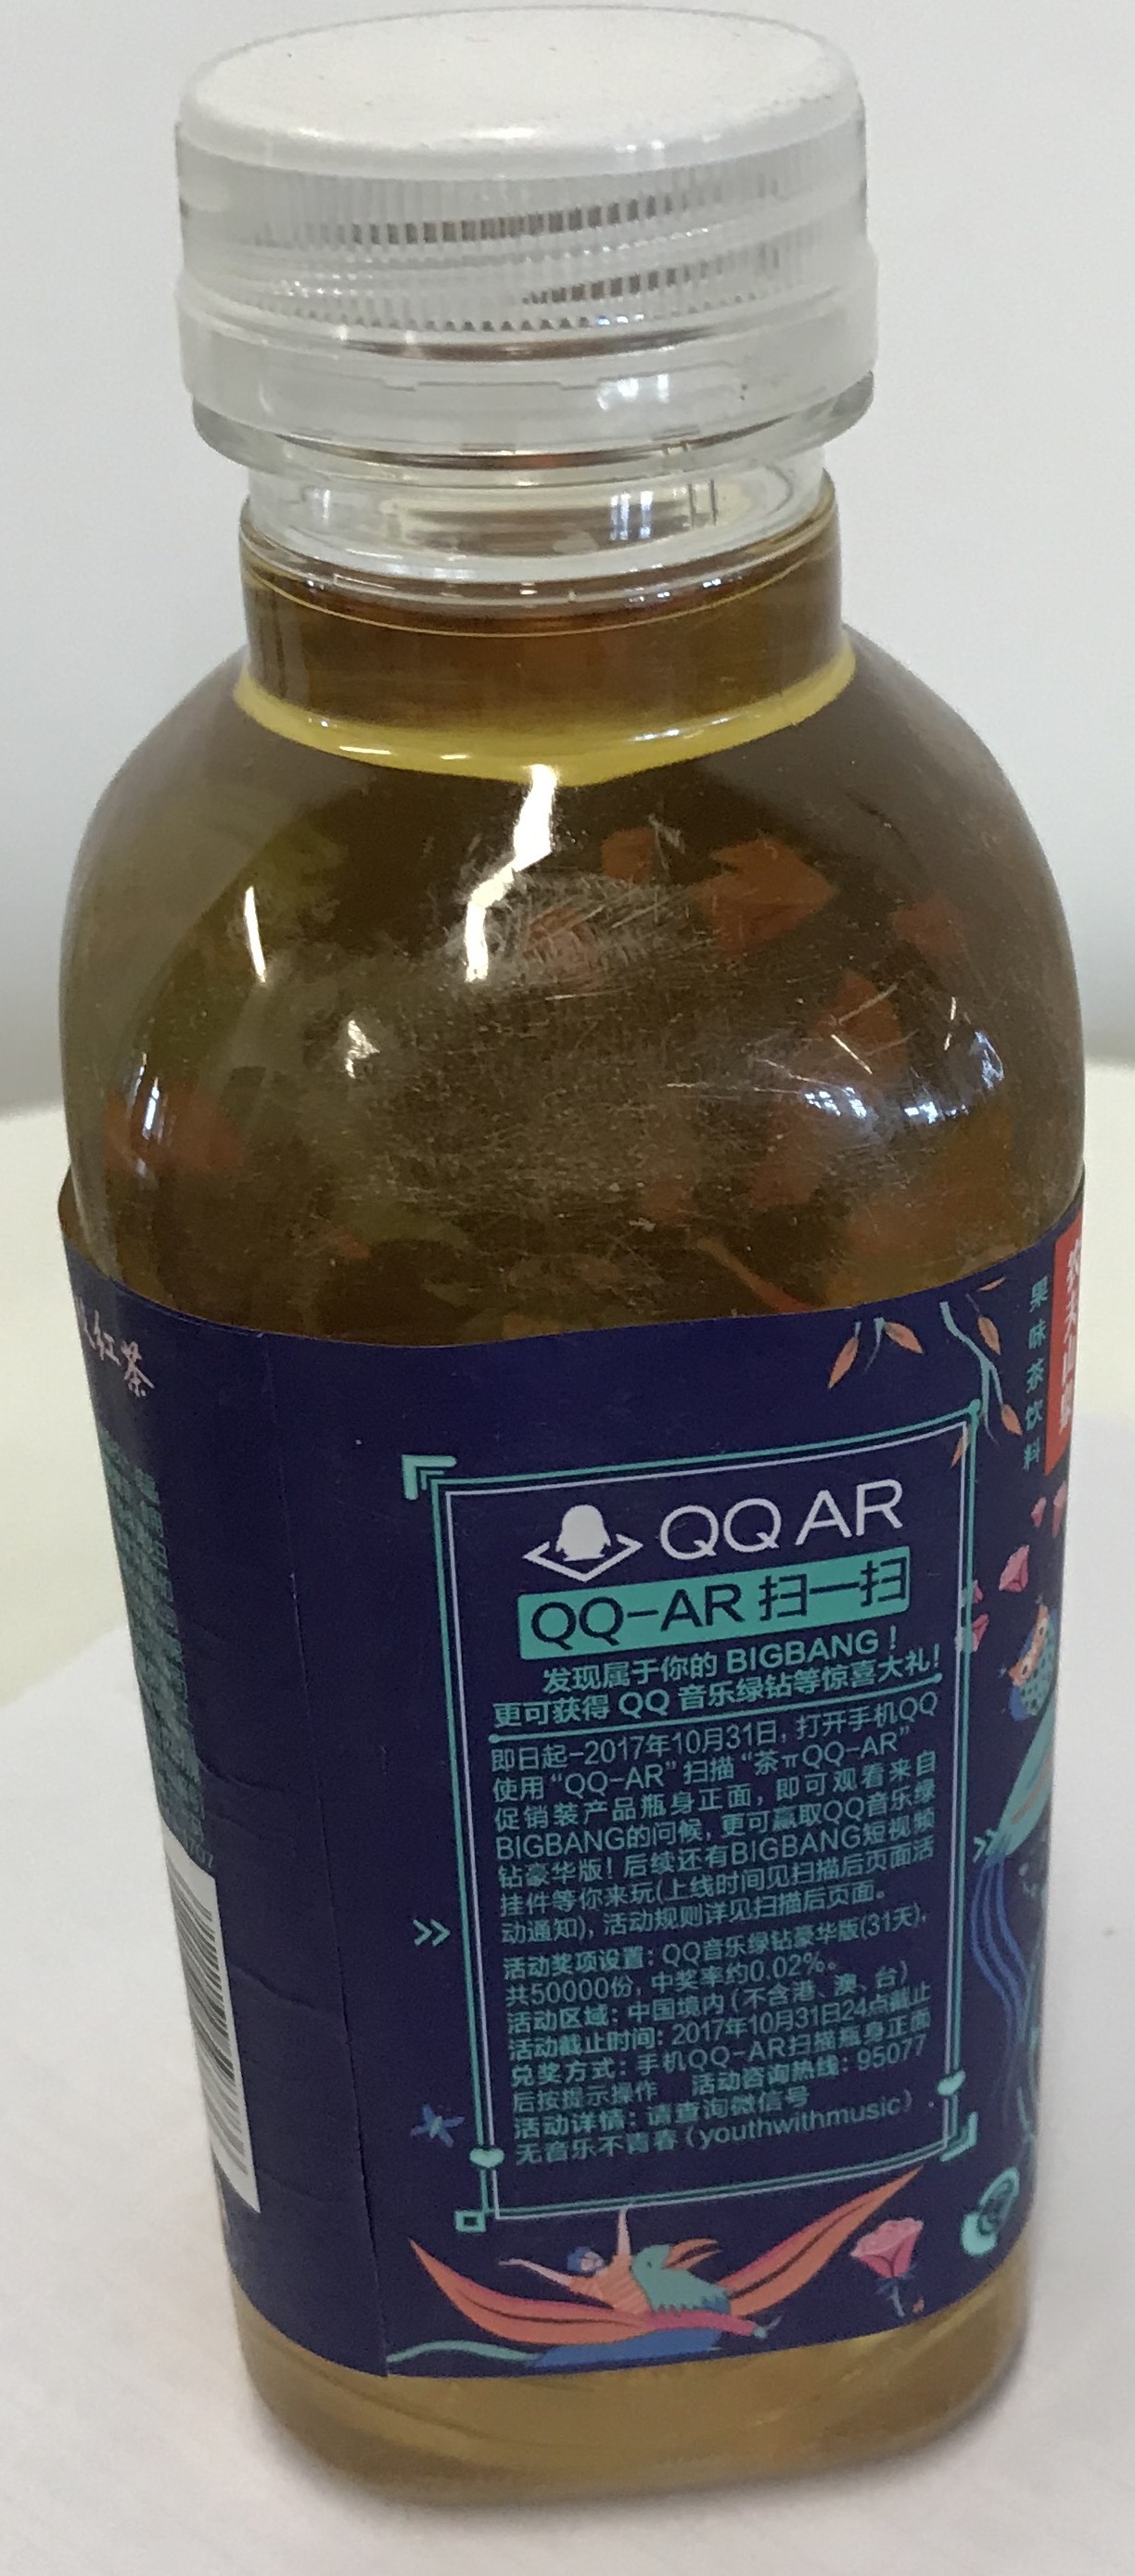 红茶
果味茶饮料
农夫山泉
QQ AR
QQ-AR 扫一扫
发现属于你的 BIGBANG！
更可获得 QQ 音乐绿钻等惊喜大礼！
即日起-2017年10月31日，打开手机QQ
使用“QQ-AR”扫描“茶π QQ-AR”
促销装产品瓶身正面，即可观看来自
BIGBANG的问候，更可赢取QQ音乐绿
钻豪华版！后续还有BIGBANG短视频
挂件等你来玩(上线时间见扫描后页面活
动通知)，活动规则详见扫描后页面。
活动奖项设置：QQ音乐绿钻豪华版(31天)，
共50000份，中奖率约0.02%。
活动区域：中国境内（不含港、澳、台）
活动截止时间：2017年10月31日24点截止
兑奖方式：手机QQ-AR扫描瓶身正面
后按提示操作 活动咨询热线：95077
活动详情：请查询微信号
无音乐不青春（youthwithmusic）.